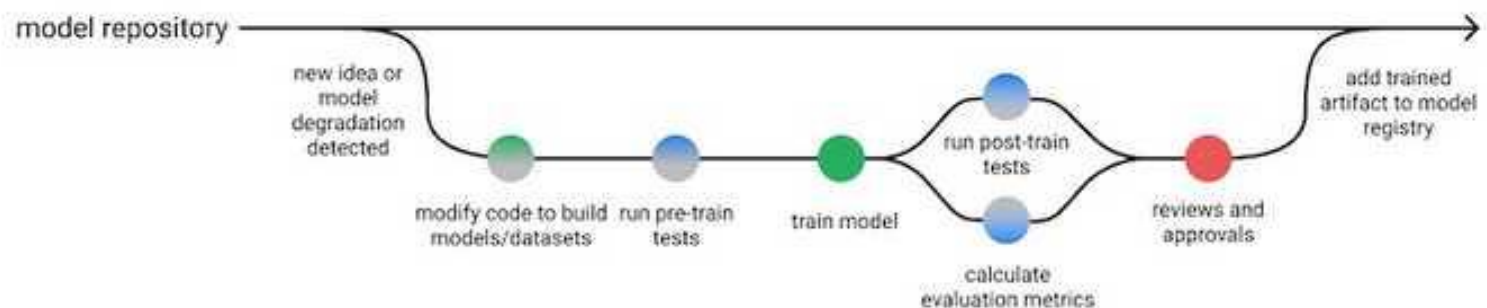 model repository
new idea or
model
degradation
detected
modify code to build
models/datasets
run pre-train
tests
train model
run post-train
tests
calculate
evaluation metrics
reviews and
approvals
add trained
artifact to model
registry